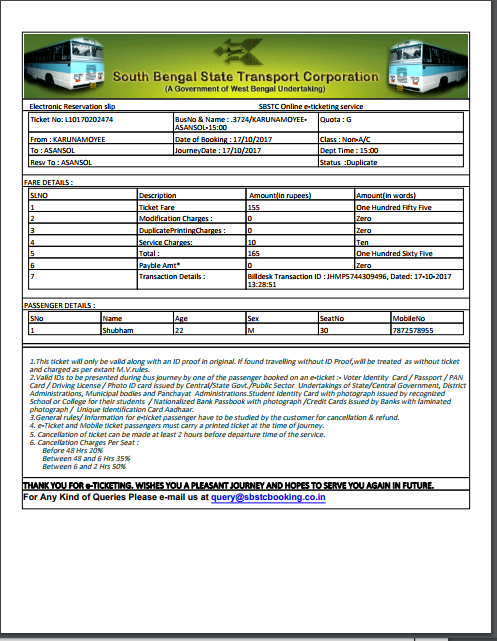 South Bengal State Transport Corporation
(A Government of West Bengal Undertaking)
Electronic Reservation slip SBSTC Online e-ticketing service
Ticket No: L10170202474 BusNo & Name : .3724/KARUNAMOYEE-ASANSOL-15:00 Quota : G
From : KARUNAMOYEE Date of Booking : 17/10/2017 Class : Non-A/C
To : ASANSOL JourneyDate : 17/10/2017 Dept Time : 15:00
Resv To : ASANSOL Status :Duplicate
FARE DETAILS :
SLNO Description Amount(in rupees) Amount(in words)
1 Ticket Fare 155 One Hundred Fifty Five
2 Modification Charges : 0 Zero
3 DuplicatePrintingCharges : 0 Zero
4 Service Charges: 10 Ten
5 Total : 165 One Hundred Sixty Five
6 Payble Amt* 0 Zero
7 Transaction Details : Billdesk Transaction ID : JHMP5744309496, Dated: 17-10-2017
13:28:51
PASSENGER DETAILS :
SNo Name Age Sex SeatNo MobileNo
1 Shubham 22 M 30 7872578955
1.This ticket will only be valid along with an ID proof in original. If found travelling without ID Proof,will be treated as without ticket
and charged as per extant M.V.rules.
2.Valid IDs to be presented during bus journey by one of the passenger booked on an e-ticket :- Voter Identity Card / Passport / PAN
Card / Driving License / Photo ID card issued by Central/State Govt./Public Sector Undertakings of State/Central Government, District
Administrations, Municipal bodies and Panchayat Administrations.Student Identity Card with photograph issued by recognized
School or College for their students / Nationalized Bank Passbook with photograph /Credit Cards issued by Banks with laminated
photograph / Unique Identification Card Aadhaar.
3.General rules/ Information for e-ticket passenger have to be studied by the customer for cancellation & refund.
4. e-Ticket and Mobile ticket passengers must carry a printed ticket at the time of journey.
5. Cancellation of ticket can be made at least 2 hours before departure time of the service.
6. Cancellation Charges Per Seat :
Before 48 Hrs 20%
Between 48 and 6 Hrs 35%
Between 6 and 2 Hrs 50%
THANK YOU FOR e-TICKETING. WISHES YOU A PLEASANT JOURNEY AND HOPES TO SERVE YOU AGAIN IN FUTURE.
For Any Kind of Queries Please e-mail us at query@sbstcbooking.co.in